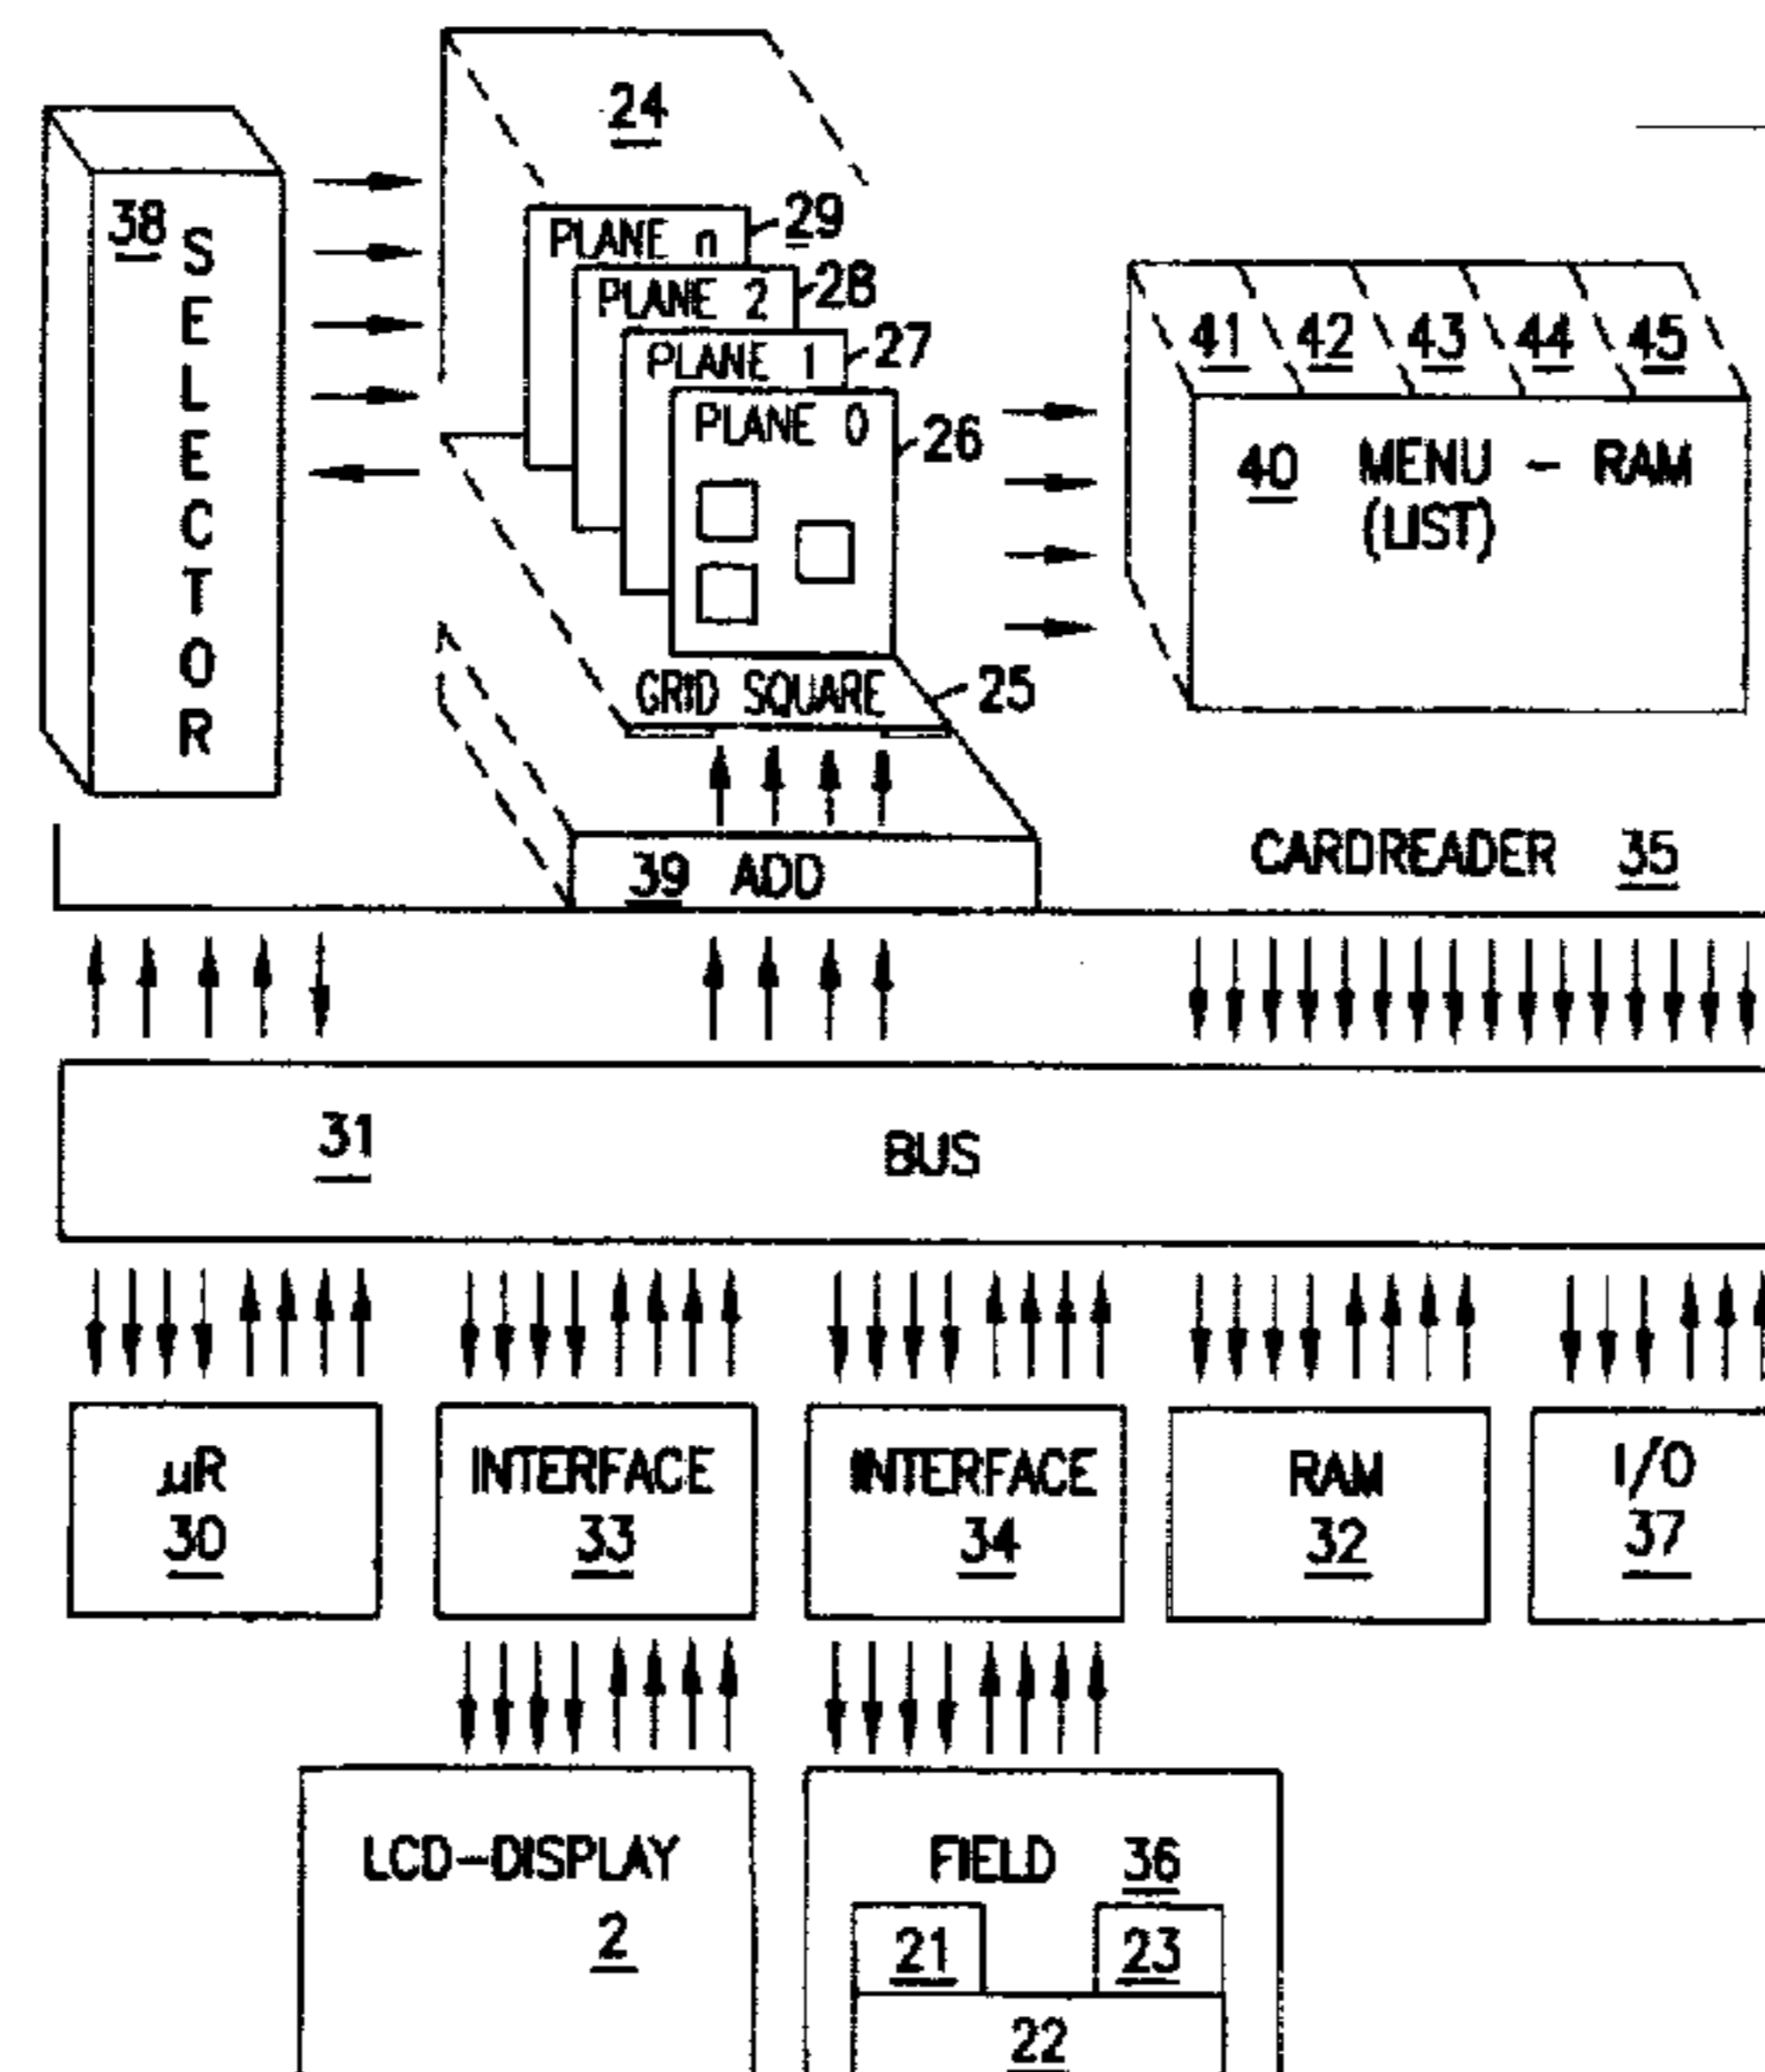 24
38
SELECTOR
PLANE n 29
PLANE 2 28
PLANE 1 27
PLANE 0 26
41 42 43 44 45
40 MENU - RAM
(LIST)
GRID SQUARE 25
39 ADD
CARDREADER 35
31 BUS
µR
30
INTERFACE
33
INTERFACE
34
RAM
32
I/O
37
LCD-DISPLAY
2
FIELD 36
21 23
22